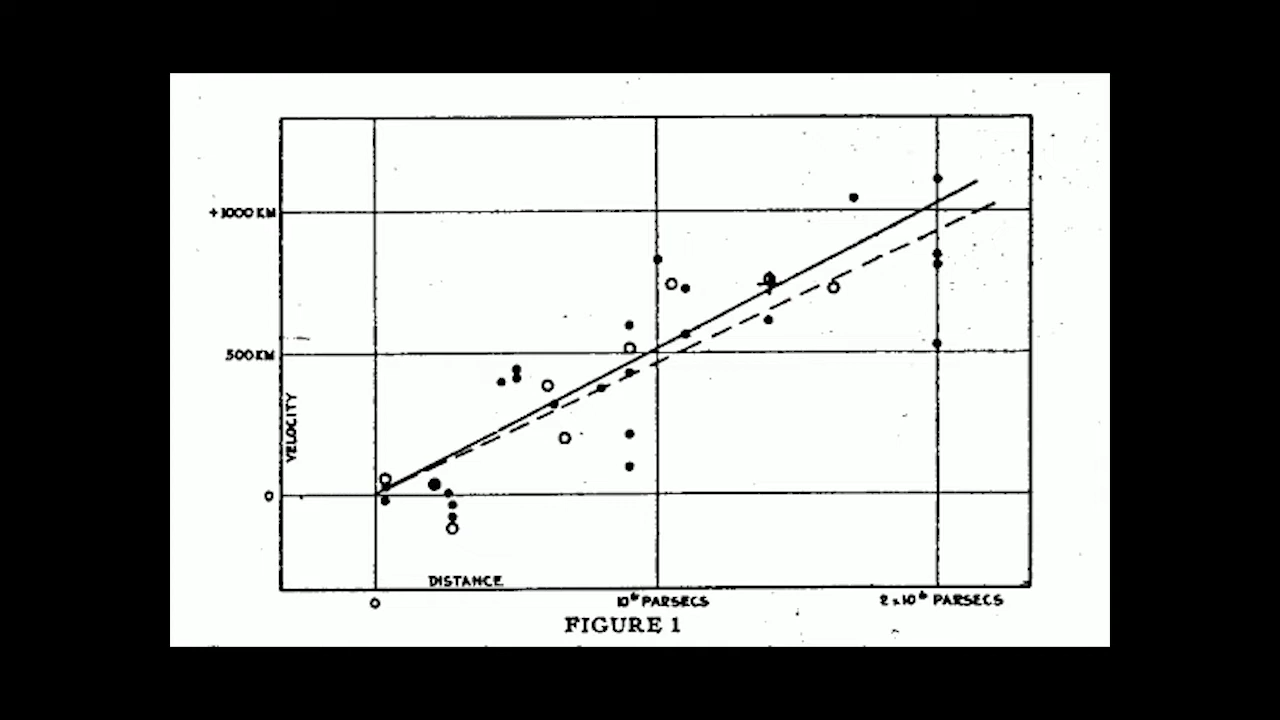 +1000 KM
500 KM
VELOCITY
0
DISTANCE
0
10⁶ PARSECS
2×10⁶ PARSECS
FIGURE 1